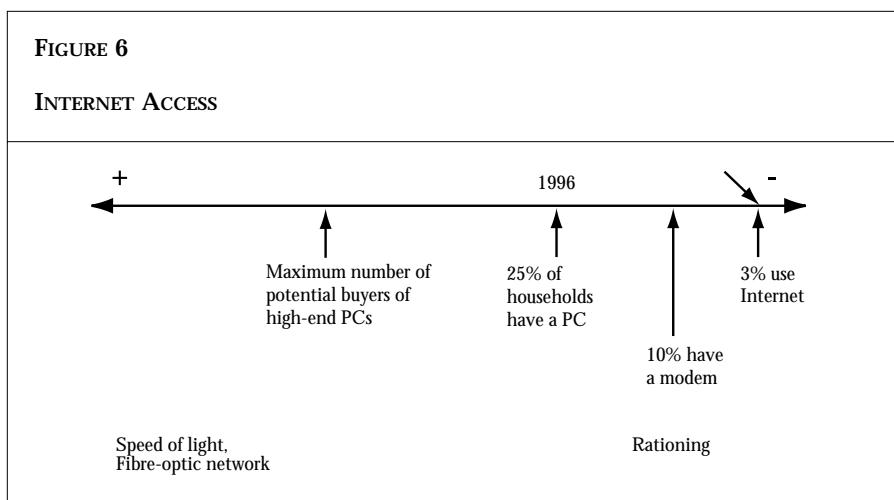 FIGURE 6
INTERNET ACCESS
+
-
1996
Maximum number of
potential buyers of
high-end PCs
25% of
households
have a PC
3% use
Internet
10% have
a modem
Speed of light,
Fibre-optic network
Rationing